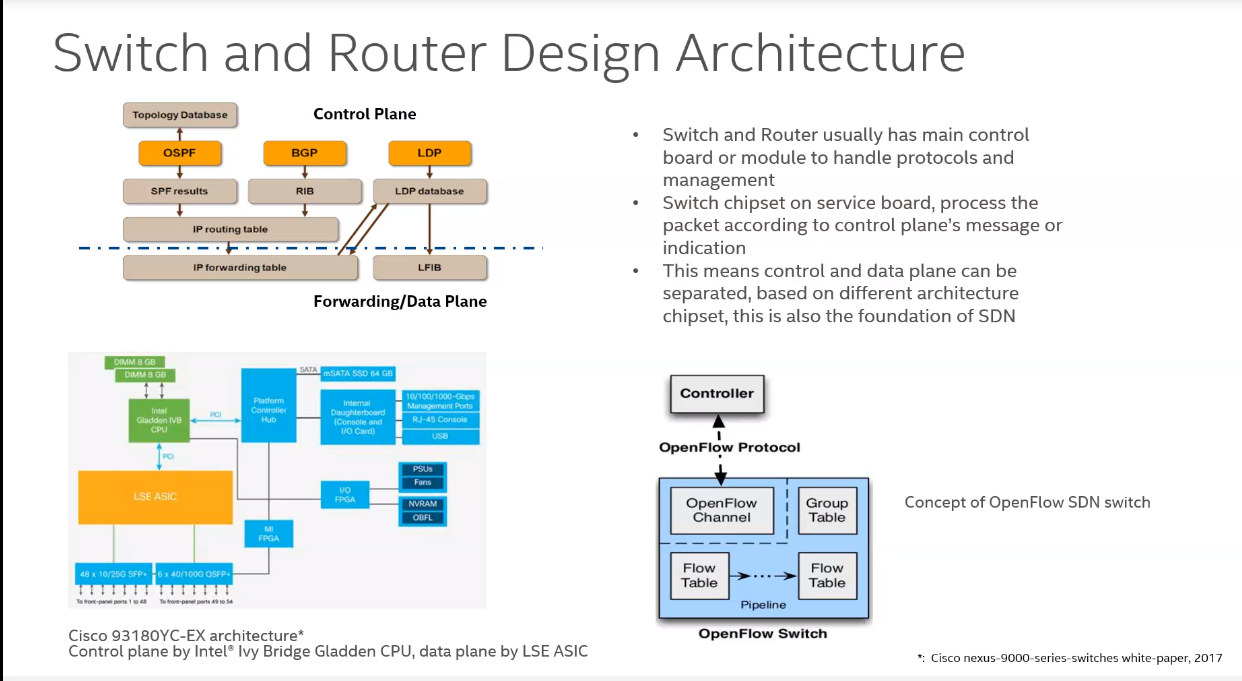 Switch and Router Design Architecture
Control Plane
Topology Database
OSPF
BGP
LDP
SPF results
RIB
LDP database
IP routing table
IP forwarding table
LFIB
Forwarding/Data Plane
• Switch and Router usually has main control
board or module to handle protocols and
management
• Switch chipset on service board, process the
packet according to control plane's message or
indication
• This means control and data plane can be
separated, based on different architecture
chipset, this is also the foundation of SDN
DIMM 8 GB
DIMM 8 GB
Intel
Gladden IVB
CPU
PCI
PCI
LSE ASIC
Platform
Controller
Hub
SATA
mSATA SSD 64 GB
Internal
Daughterboard
(Console and
I/O Card)
10/100/1000-Gbps
Management Ports
RJ-45 Console
USB
I/O
FPGA
PSUs
Fans
NVRAM
OBFL
MI
FPGA
48 x 10/25G SFP+
6 x 40/100G QSFP+
To front-panel ports 1 to 48
To front-panel ports 49 to 54
Cisco 93180YC-EX architecture*
Control plane by Intel® Ivy Bridge Gladden CPU, data plane by LSE ASIC
Controller
OpenFlow Protocol
OpenFlow
Channel
Group
Table
Flow
Table
Flow
Table
Pipeline
OpenFlow Switch
Concept of OpenFlow SDN switch
*: Cisco nexus-9000-series-switches white-paper, 2017